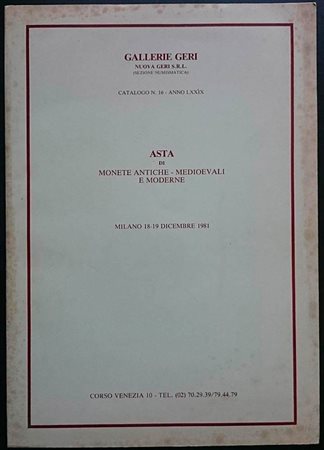 GALLERIE GERI
NUOVA GERI S.R.L.
(SEZIONE NUMISMATICA)
CATALOGO N. 16 - ANNO LXXIX
ASTA
DI
MONETE ANTICHE - MEDIOEVALI
E MODERNE
MILANO 18-19 DICEMBRE 1981
CORSO VENEZIA 10 - TEL. (02) 70.29.39/79.44.79